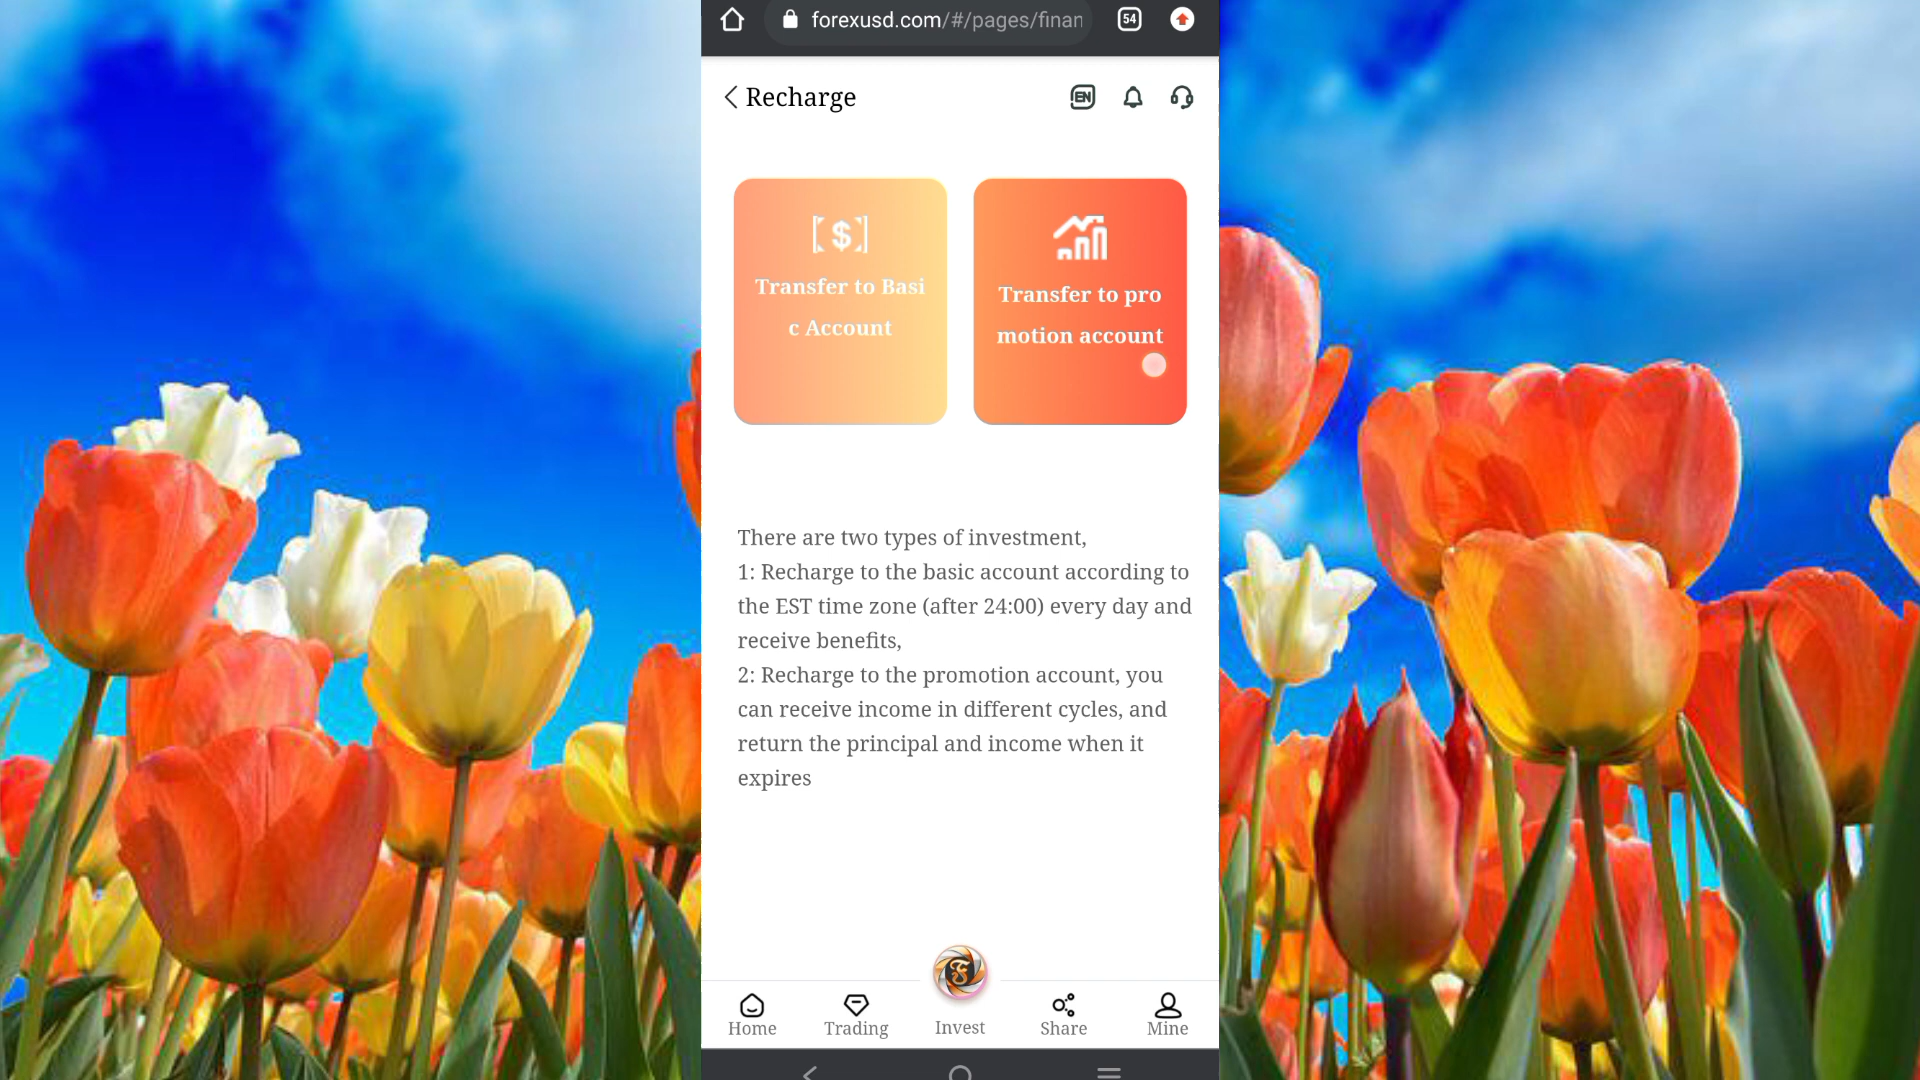 forexusd.com/#/pages/finan
54
Recharge
EN
$
Transfer to Basi
c Account
Transfer to pro
motion account
There are two types of investment,
1: Recharge to the basic account according to
the EST time zone (after 24:00) every day and
receive benefits,
2: Recharge to the promotion account, you
can receive income in different cycles, and
return the principal and income when it
expires
Home
Trading
Invest
Share
Mine